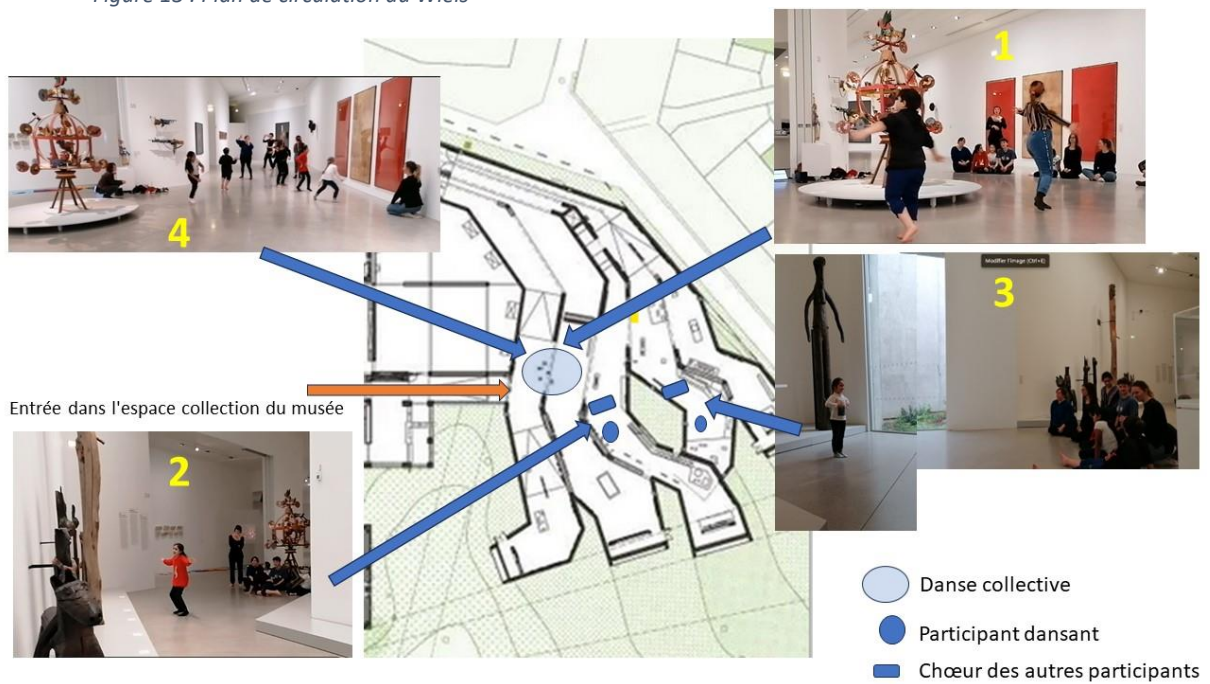 Figure 13 : Plan de circulation du Wiels
1
4
Modifier l'image (Ctrl+E)
3
Entrée dans l'espace collection du musée
2
Danse collective
Participant dansant
Chœur des autres participants